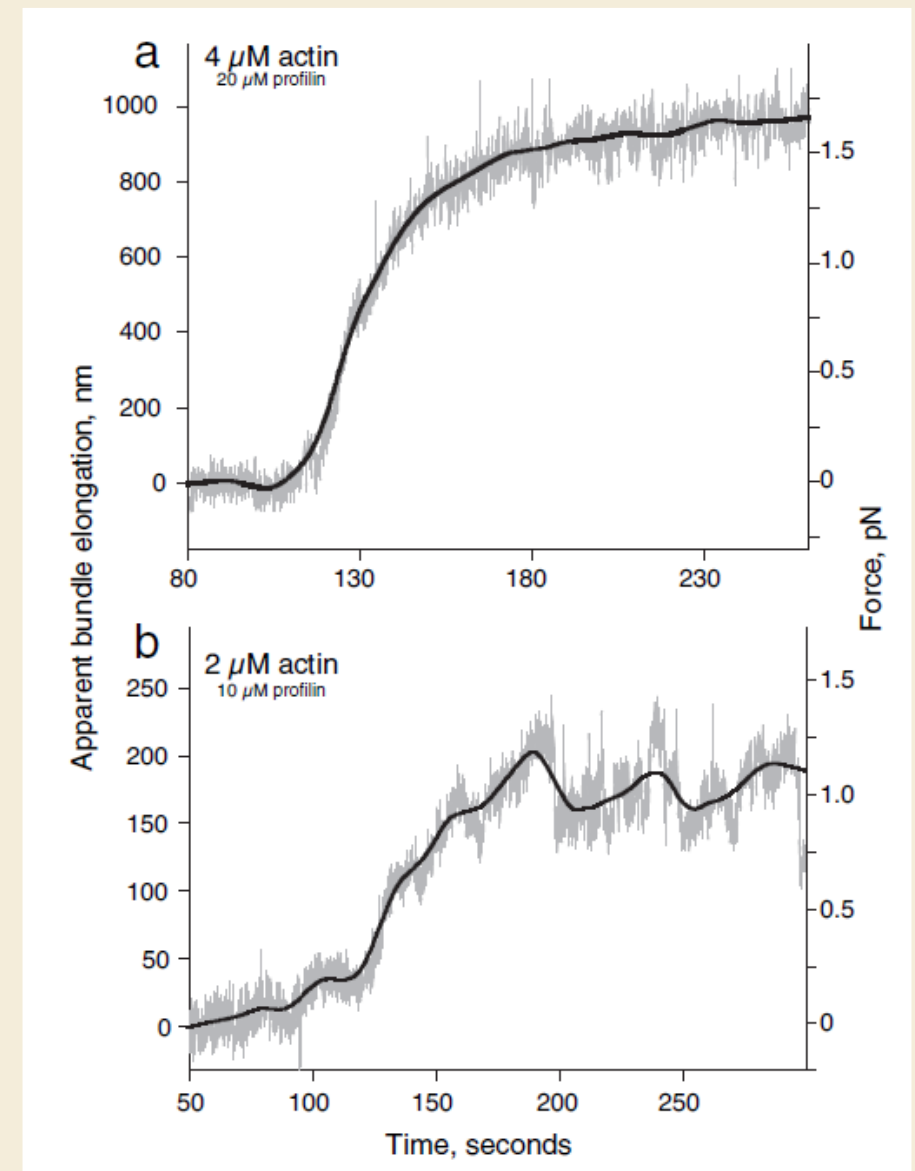 a
4 µM actin
20 µM profilin
1000
800
600
400
200
0
1.5
1.0
0.5
0
80 130 180 230
Apparent bundle elongation, nm
Force, pN
b
2 µM actin
10 µM profilin
250
200
150
100
50
0
1.5
1.0
0.5
0
50 100 150 200 250
Time, seconds